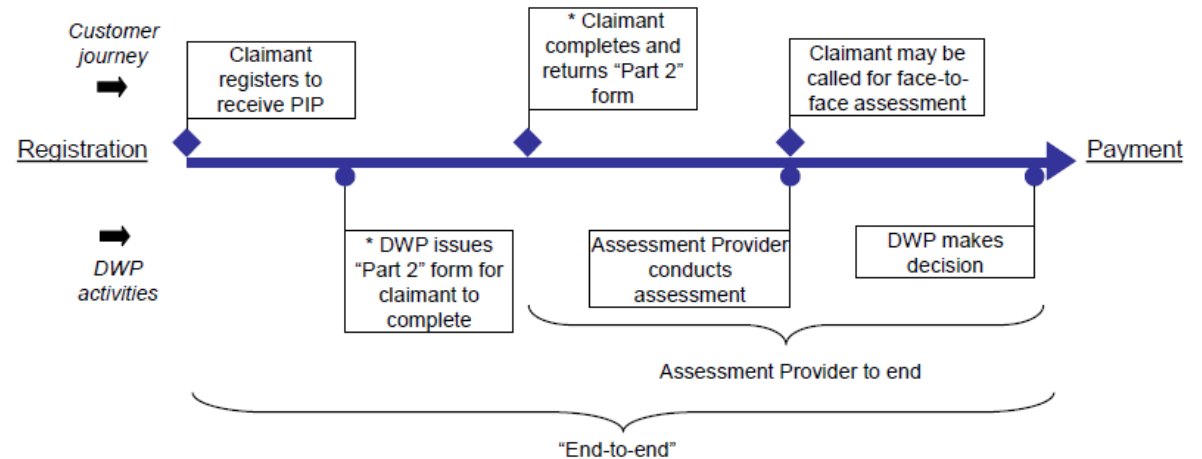 Customer
journey
Claimant
registers to
receive PIP
* Claimant
completes and
returns “Part 2”
form
Claimant may be
called for face-to-
face assessment
Registration
Payment
DWP
activities
* DWP issues
“Part 2” form for
claimant to
complete
Assessment Provider
conducts
assessment
DWP makes
decision
Assessment Provider to end
“End-to-end”